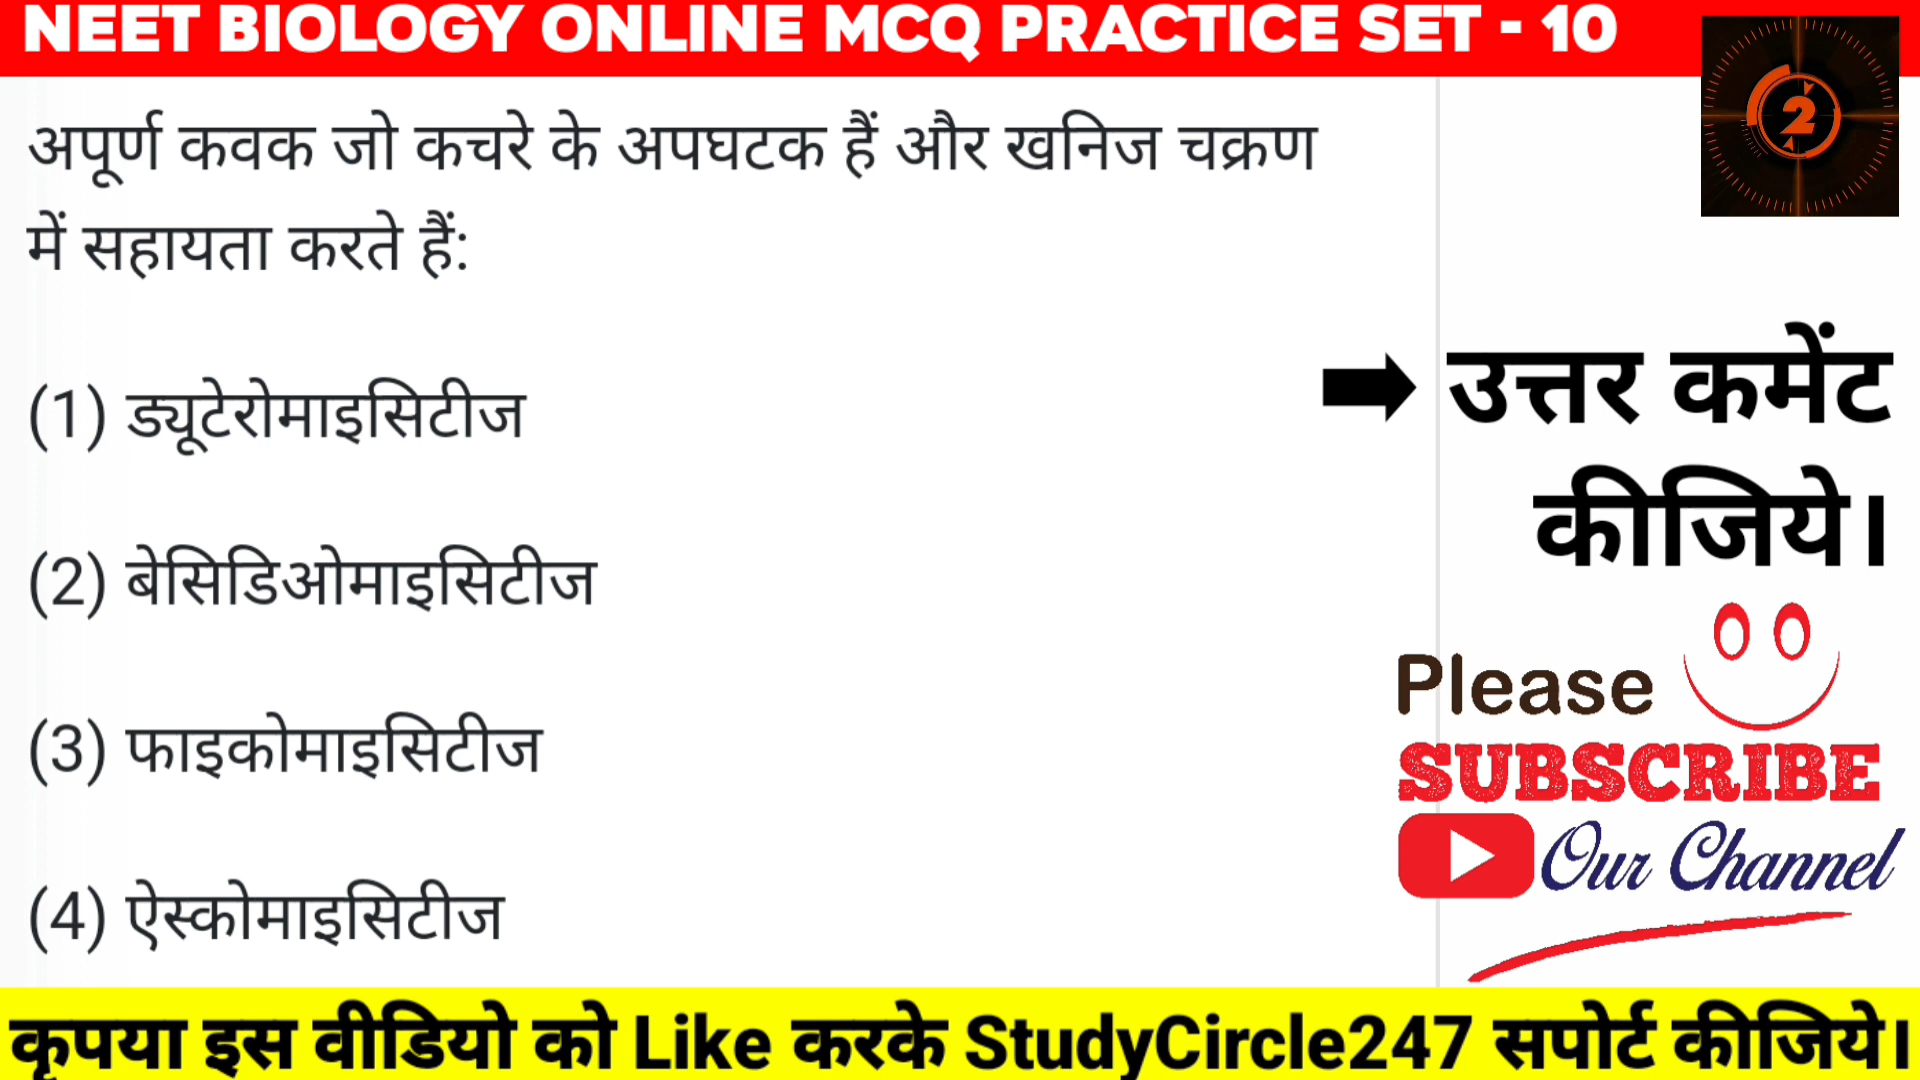 NEET BIOLOGY ONLINE MCQ PRACTICE SET - 10
2
अपूर्ण कवक जो कचरे के अपघटक हैं और खनिज चक्रण
में सहायता करते हैं:
(1) ड्यूटेरोमाइसिटीज
(2) बेसिडिओमाइसिटीज
(3) फाइकोमाइसिटीज
(4) ऐस्कोमाइसिटीज
➡ उत्तर कमेंट
कीजिये।
Please
SUBSCRIBE
Our Channel
कृपया इस वीडियो को Like करके StudyCircle247 सपोर्ट कीजिये।